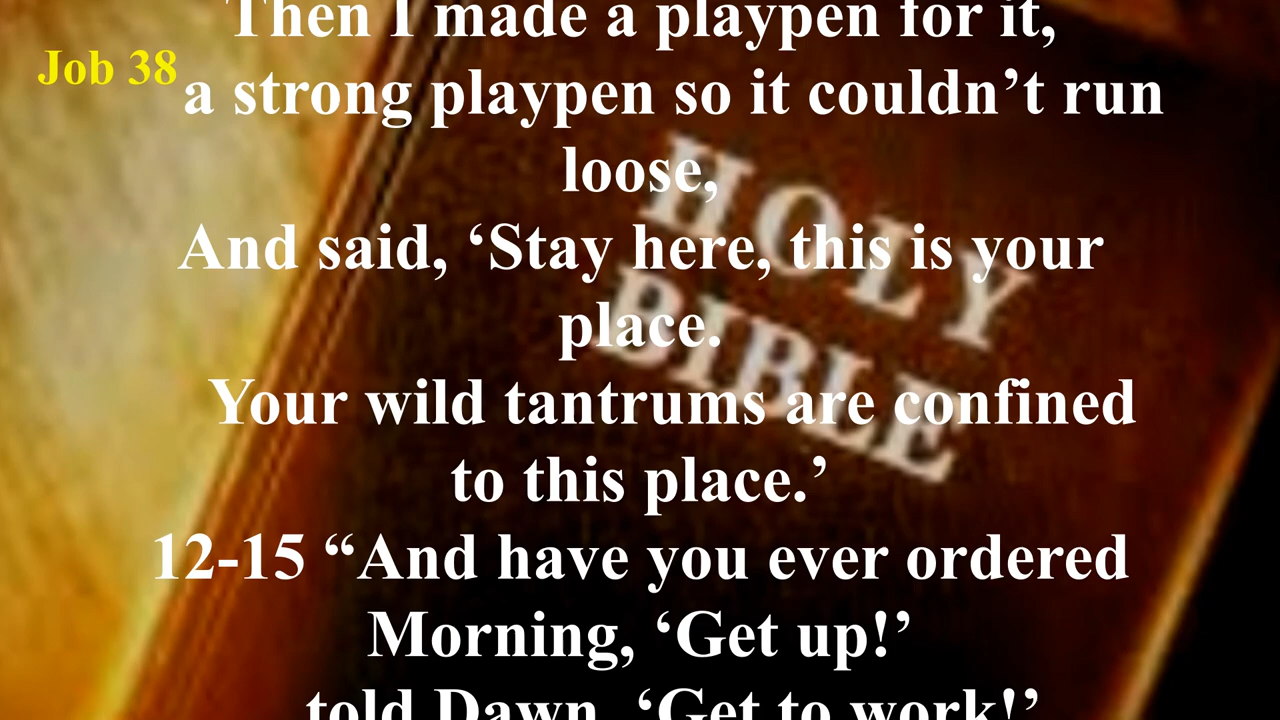 Then I made a playpen for it,
Job 38
a strong playpen so it couldn’t run
loose,
And said, ‘Stay here, this is your
place.
Your wild tantrums are confined
to this place.’
12-15 “And have you ever ordered
Morning, ‘Get up!’
told Dawn, ‘Get to work!’
HOLY
BIBLE